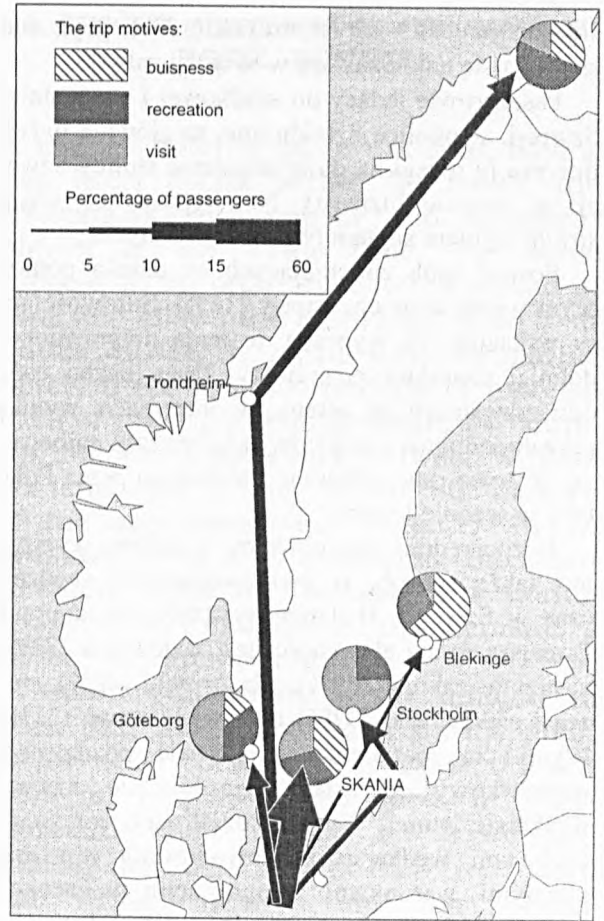 The trip motives:
buisness
recreation
visit
Percentage of passengers
0 5 10 15 60
Trondheim
Blekinge
Göteborg
Stockholm
SKANIA